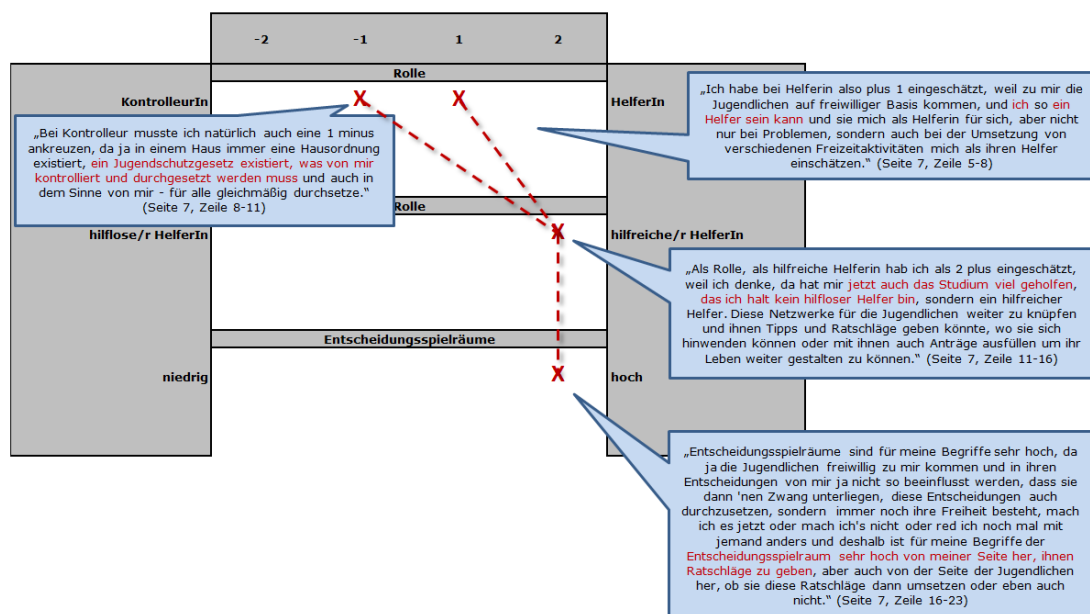 -2 -1 1 2
Rolle
KontrolleurIn
X X
HelferIn
„Ich habe bei Helferin also plus 1 eingeschätzt, weil zu mir die
Jugendlichen auf freiwilliger Basis kommen, und ich so ein
Helfer sein kann und sie mich als Helferin für sich, aber nicht
nur bei Problemen, sondern auch bei der Umsetzung von
verschiedenen Freizeitaktivitäten mich als ihren Helfer
einschätzen.“ (Seite 7, Zeile 5-8)
„Bei Kontrolleur musste ich natürlich auch eine 1 minus
ankreuzen, da ja in einem Haus immer eine Hausordnung
existiert, ein Jugendschutzgesetz existiert, was von mir
kontrolliert und durchgesetzt werden muss und auch in
dem Sinne von mir - für alle gleichmäßig durchsetze.“
(Seite 7, Zeile 8-11)
Rolle
hilflose/r HelferIn
X
hilfreiche/r HelferIn
„Als Rolle, als hilfreiche Helferin hab ich als 2 plus eingeschätzt,
weil ich denke, da hat mir jetzt auch das Studium viel geholfen,
das ich halt kein hilfloser Helfer bin, sondern ein hilfreicher
Helfer. Diese Netzwerke für die Jugendlichen weiter zu knüpfen
und ihnen Tipps und Ratschläge geben könnte, wo sie sich
hinwenden können oder mit ihnen auch Anträge ausfüllen um ihr
Leben weiter gestalten zu können.“ (Seite 7, Zeile 11-16)
Entscheidungsspielräume
niedrig
X
hoch
„Entscheidungsspielräume sind für meine Begriffe sehr hoch, da
ja die Jugendlichen freiwillig zu mir kommen und in ihren
Entscheidungen von mir ja nicht so beeinflusst werden, dass sie
dann 'nen Zwang unterliegen, diese Entscheidungen auch
durchzusetzen, sondern immer noch ihre Freiheit besteht, mach
ich es jetzt oder mach ich's nicht oder red ich noch mal mit
jemand anders und deshalb ist für meine Begriffe der
Entscheidungsspielraum sehr hoch von meiner Seite her, ihnen
Ratschläge zu geben, aber auch von der Seite der Jugendlichen
her, ob sie diese Ratschläge dann umsetzen oder eben auch
nicht.“ (Seite 7, Zeile 16-23)